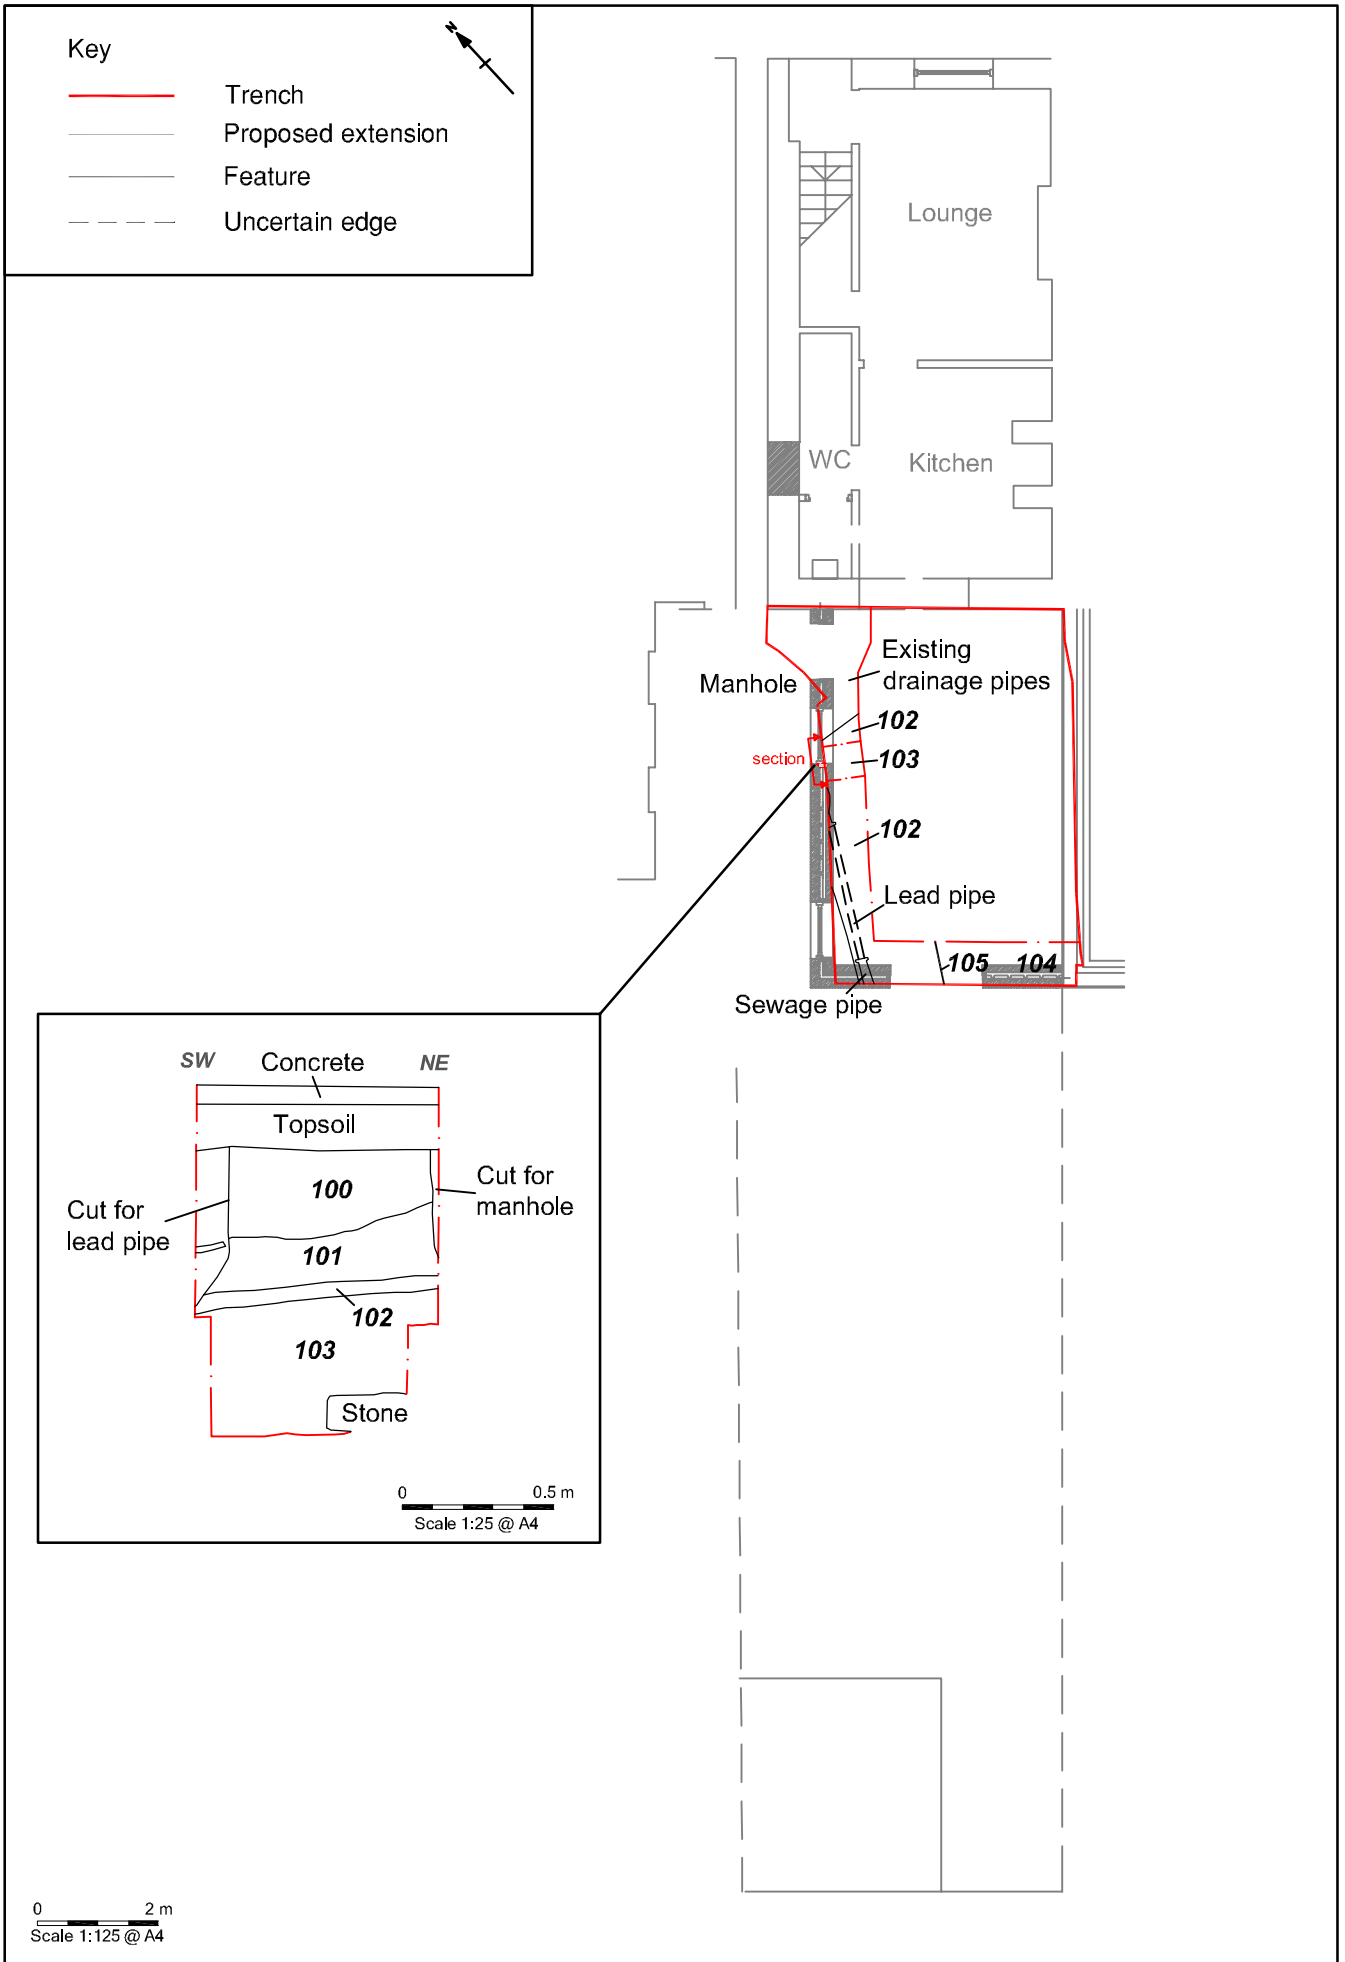 Key
N
Trench
Proposed extension
Feature
Uncertain edge
Lounge
WC
Kitchen
Existing
drainage pipes
Manhole
102
section
103
102
Lead pipe
105
104
Sewage pipe
SW
NE
Concrete
Topsoil
Cut for
manhole
100
Cut for
lead pipe
101
102
103
Stone
0
0.5 m
Scale 1:25 @ A4
0
2 m
Scale 1:125 @ A4